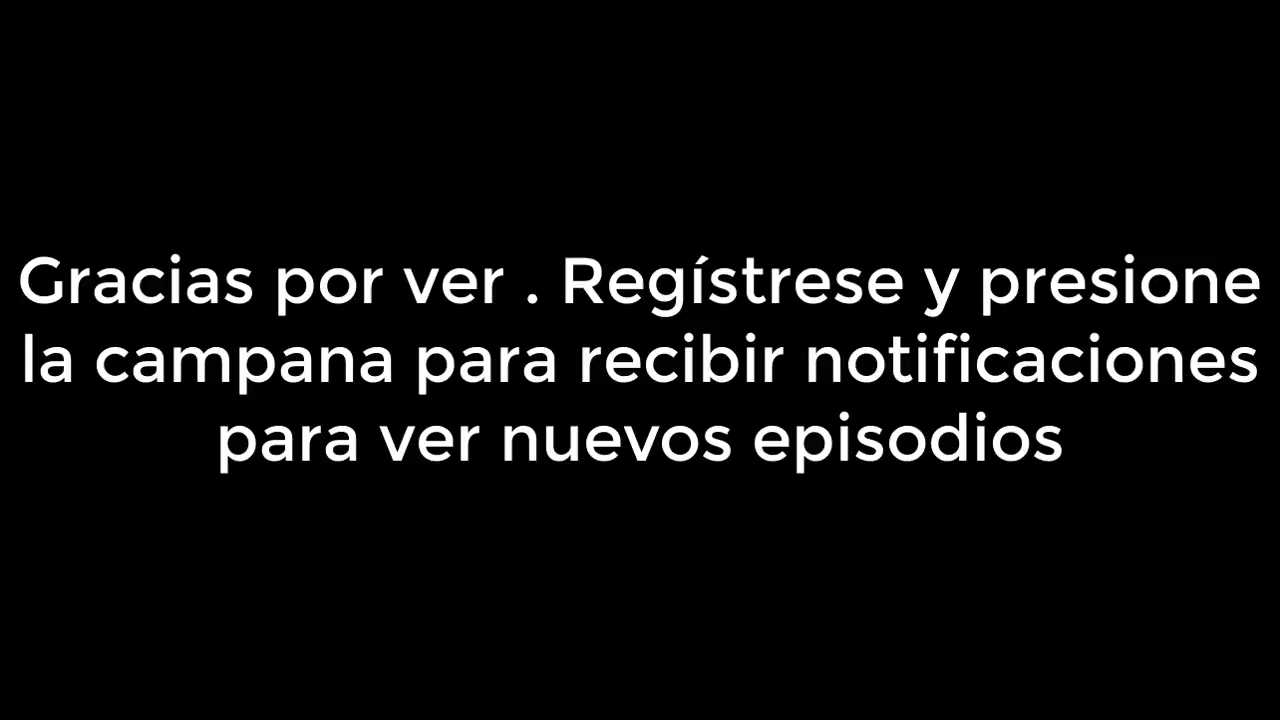 Gracias por ver . Regístrese y presione
la campana para recibir notificaciones
para ver nuevos episodios